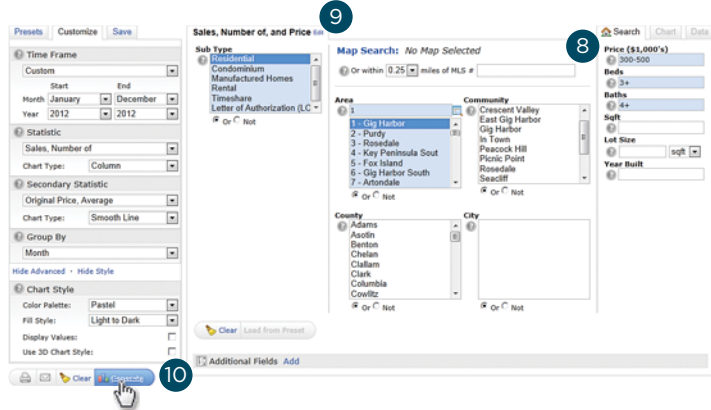 Presets Customize Save
Time Frame
Custom
Start End
Month January December
Year 2012 2012
Statistic
Sales, Number of
Chart Type: Column
Secondary Statistic
Original Price, Average
Chart Type: Smooth Line
Group By
Month
Hide Advanced · Hide Style
Chart Style
Color Palette: Pastel
Fill Style: Light to Dark
Display Values:
Use 3D Chart Style:
Clear Generate
10
Sales, Number of, and Price Edit
9
Sub Type
Residential
Condominium
Manufactured Homes
Rental
Timeshare
Letter of Authorization (LC
Or Not
Map Search: No Map Selected
Or within 0.25 miles of MLS #
Area
1
1 - Gig Harbor
2 - Purdy
3 - Rosedale
4 - Key Peninsula Sout
5 - Fox Island
6 - Gig Harbor South
7 - Artondale
Or Not
Community
Crescent Valley
East Gig Harbor
Gig Harbor
In Town
Peacock Hill
Picnic Point
Rosedale
Seacliff
Or Not
County
Adams
Asotin
Benton
Chelan
Clallam
Clark
Columbia
Cowlitz
Or Not
City
Or Not
Clear Load from Preset
Additional Fields Add
8
Search Chart Data
Price ($1,000's)
300-500
Beds
3+
Baths
4+
Sqft
Lot Size
sqft
Year Built